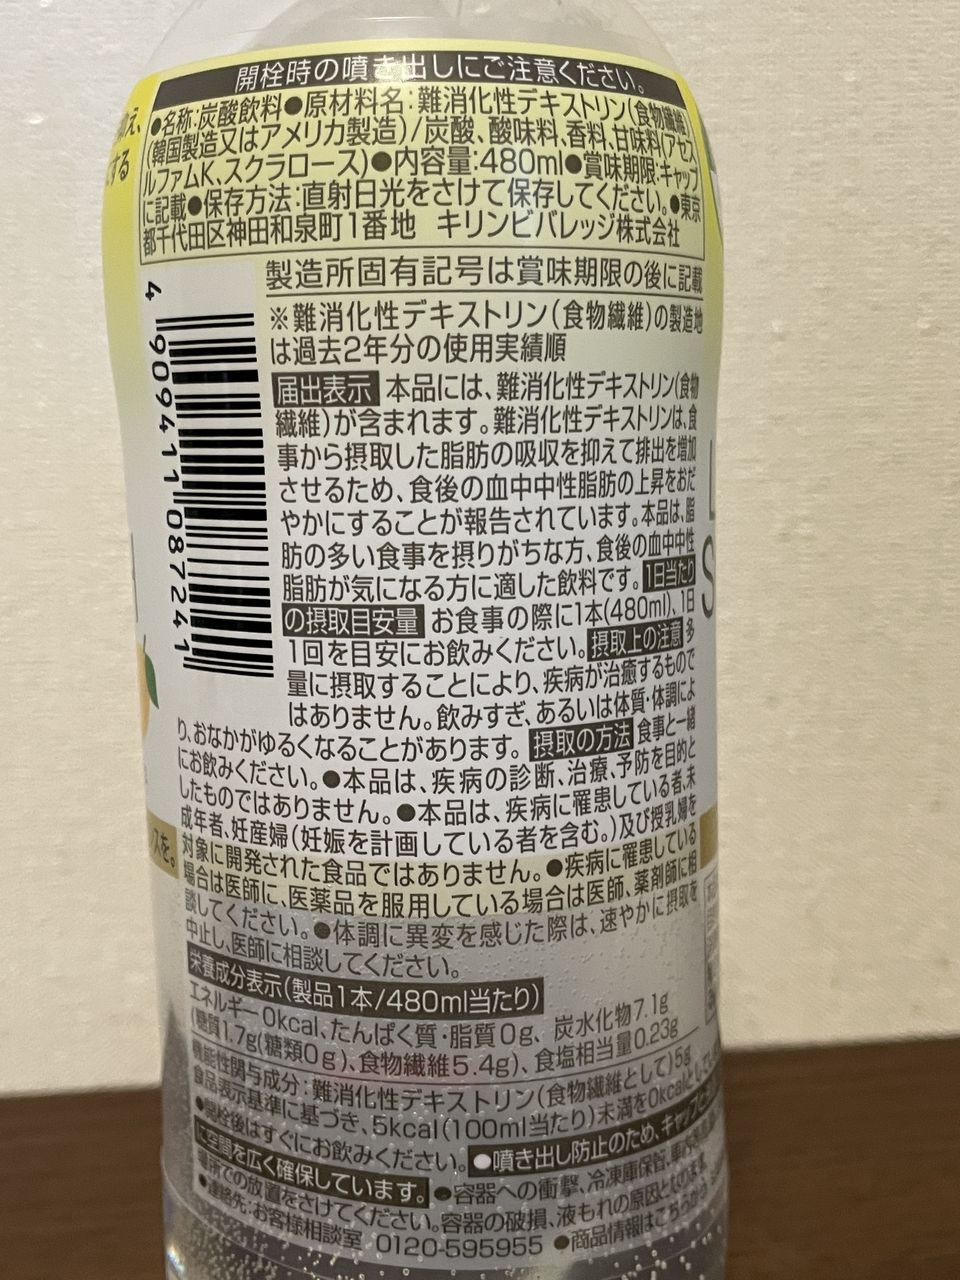 開栓時の噴き出しにご注意ください。
●名称:炭酸飲料●原材料名:難消化性デキストリン(食物繊維)
(韓国製造又はアメリカ製造)/炭酸、酸味料、香料、甘味料(アセス
ルファムK、スクラロース)●内容量:480ml●賞味期限:キャップ
に記載●保存方法:直射日光をさけて保存してください。●東京
都千代田区神田和泉町1番地 キリンビバレッジ株式会社
製造所固有記号は賞味期限の後に記載
※難消化性デキストリン(食物繊維)の製造地
は過去2年分の使用実績順
4 909411 087241
届出表示 本品には、難消化性デキストリン(食物
繊維)が含まれます。難消化性デキストリンは、食
事から摂取した脂肪の吸収を抑えて排出を増加
させるため、食後の血中中性脂肪の上昇をおだ
やかにすることが報告されています。本品は、脂
肪の多い食事を摂りがちな方、食後の血中中性
脂肪が気になる方に適した飲料です。1日当たり
の摂取目安量 お食事の際に1本(480ml)、1日
1回を目安にお飲みください。摂取上の注意 多
量に摂取することにより、疾病が治癒するもので
はありません。飲みすぎ、あるいは体質・体調によ
り、おなかがゆるくなることがあります。摂取の方法 食事と一緒
にお飲みください。●本品は、疾病の診断、治療、予防を目的と
したものではありません。●本品は、疾病に罹患している者、未
成年者、妊産婦(妊娠を計画している者を含む。)及び授乳婦を
対象に開発された食品ではありません。●疾病に罹患している
場合は医師に、医薬品を服用している場合は医師、薬剤師に相
談してください。●体調に異変を感じた際は、速やかに摂取を
中止し、医師に相談してください。
栄養成分表示(製品1本/480ml当たり)
エネルギー0kcal、たんぱく質・脂質0g、炭水化物7.1g
(糖質1.7g(糖類0g)、食物繊維5.4g)、食塩相当量0.23g
機能性関与成分:難消化性デキストリン(食物繊維として)5g
食品表示基準に基づき、5kcal(100ml当たり)未満を0kcalとしてい
●開栓後はすぐにお飲みください。●噴き出し防止のため、キャップ
に空間を広く確保しています。●容器への衝撃、冷凍庫保管、車内
場所での放置をさけてください。容器の破損、液もれの原因となります。
●連絡先:お客様相談室 0120-595955 ●商品情報はこちらから